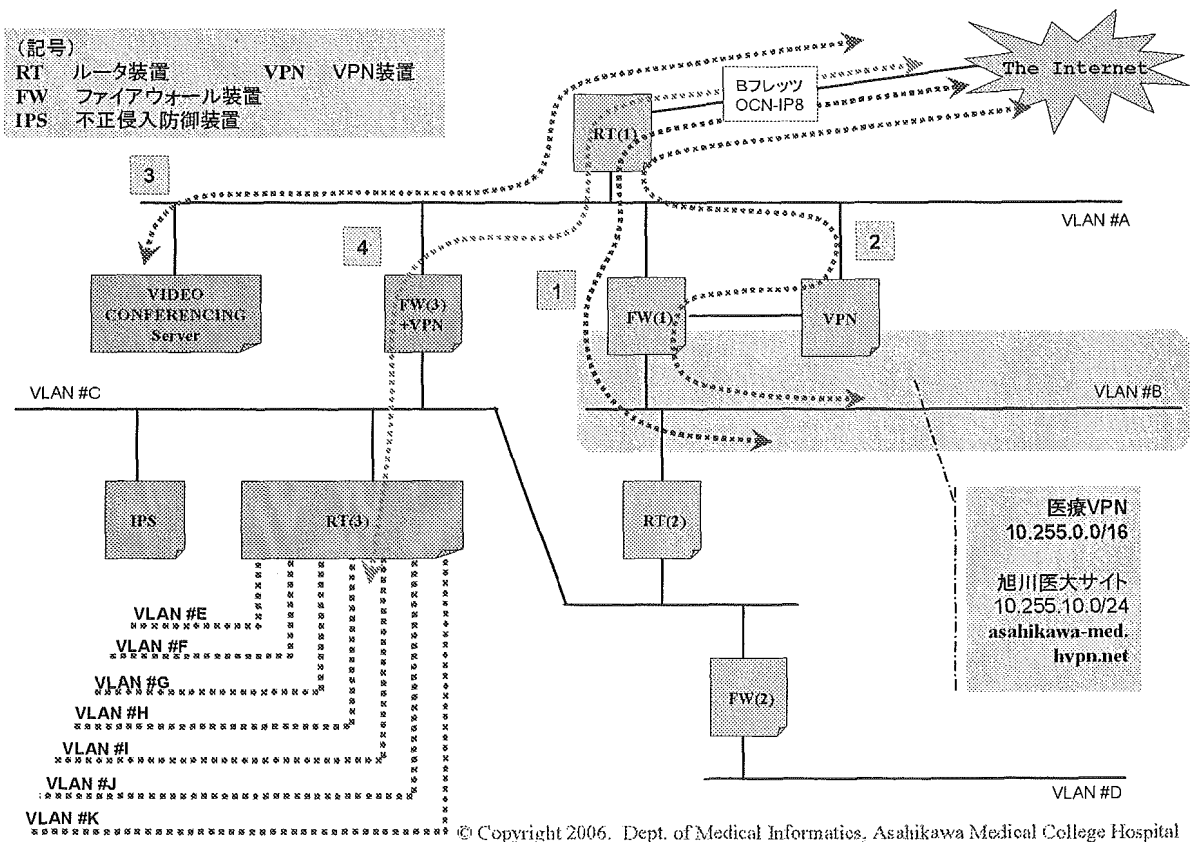 (記号)
RT ルータ装置 VPN VPN装置
FW ファイアウォール装置
IPS 不正侵入防御装置
The Internet
Bフレッツ
OCN-IP8
RT(1)
3
VLAN #A
4
2
1
VIDEO
CONFERENCING
Server
FW(3)
+VPN
FW(1)
VPN
VLAN #C
VLAN #B
IPS
RT(3)
RT(2)
医療VPN
10.255.0.0/16
旭川医大サイト
10.255.10.0/24
asahikawa-med.
hvpn.net
VLAN #E
VLAN #F
VLAN #G
VLAN #H
VLAN #I
VLAN #J
VLAN #K
FW(2)
VLAN #D
© Copyright 2006. Dept. of Medical Informatics, Asahikawa Medical College Hospital